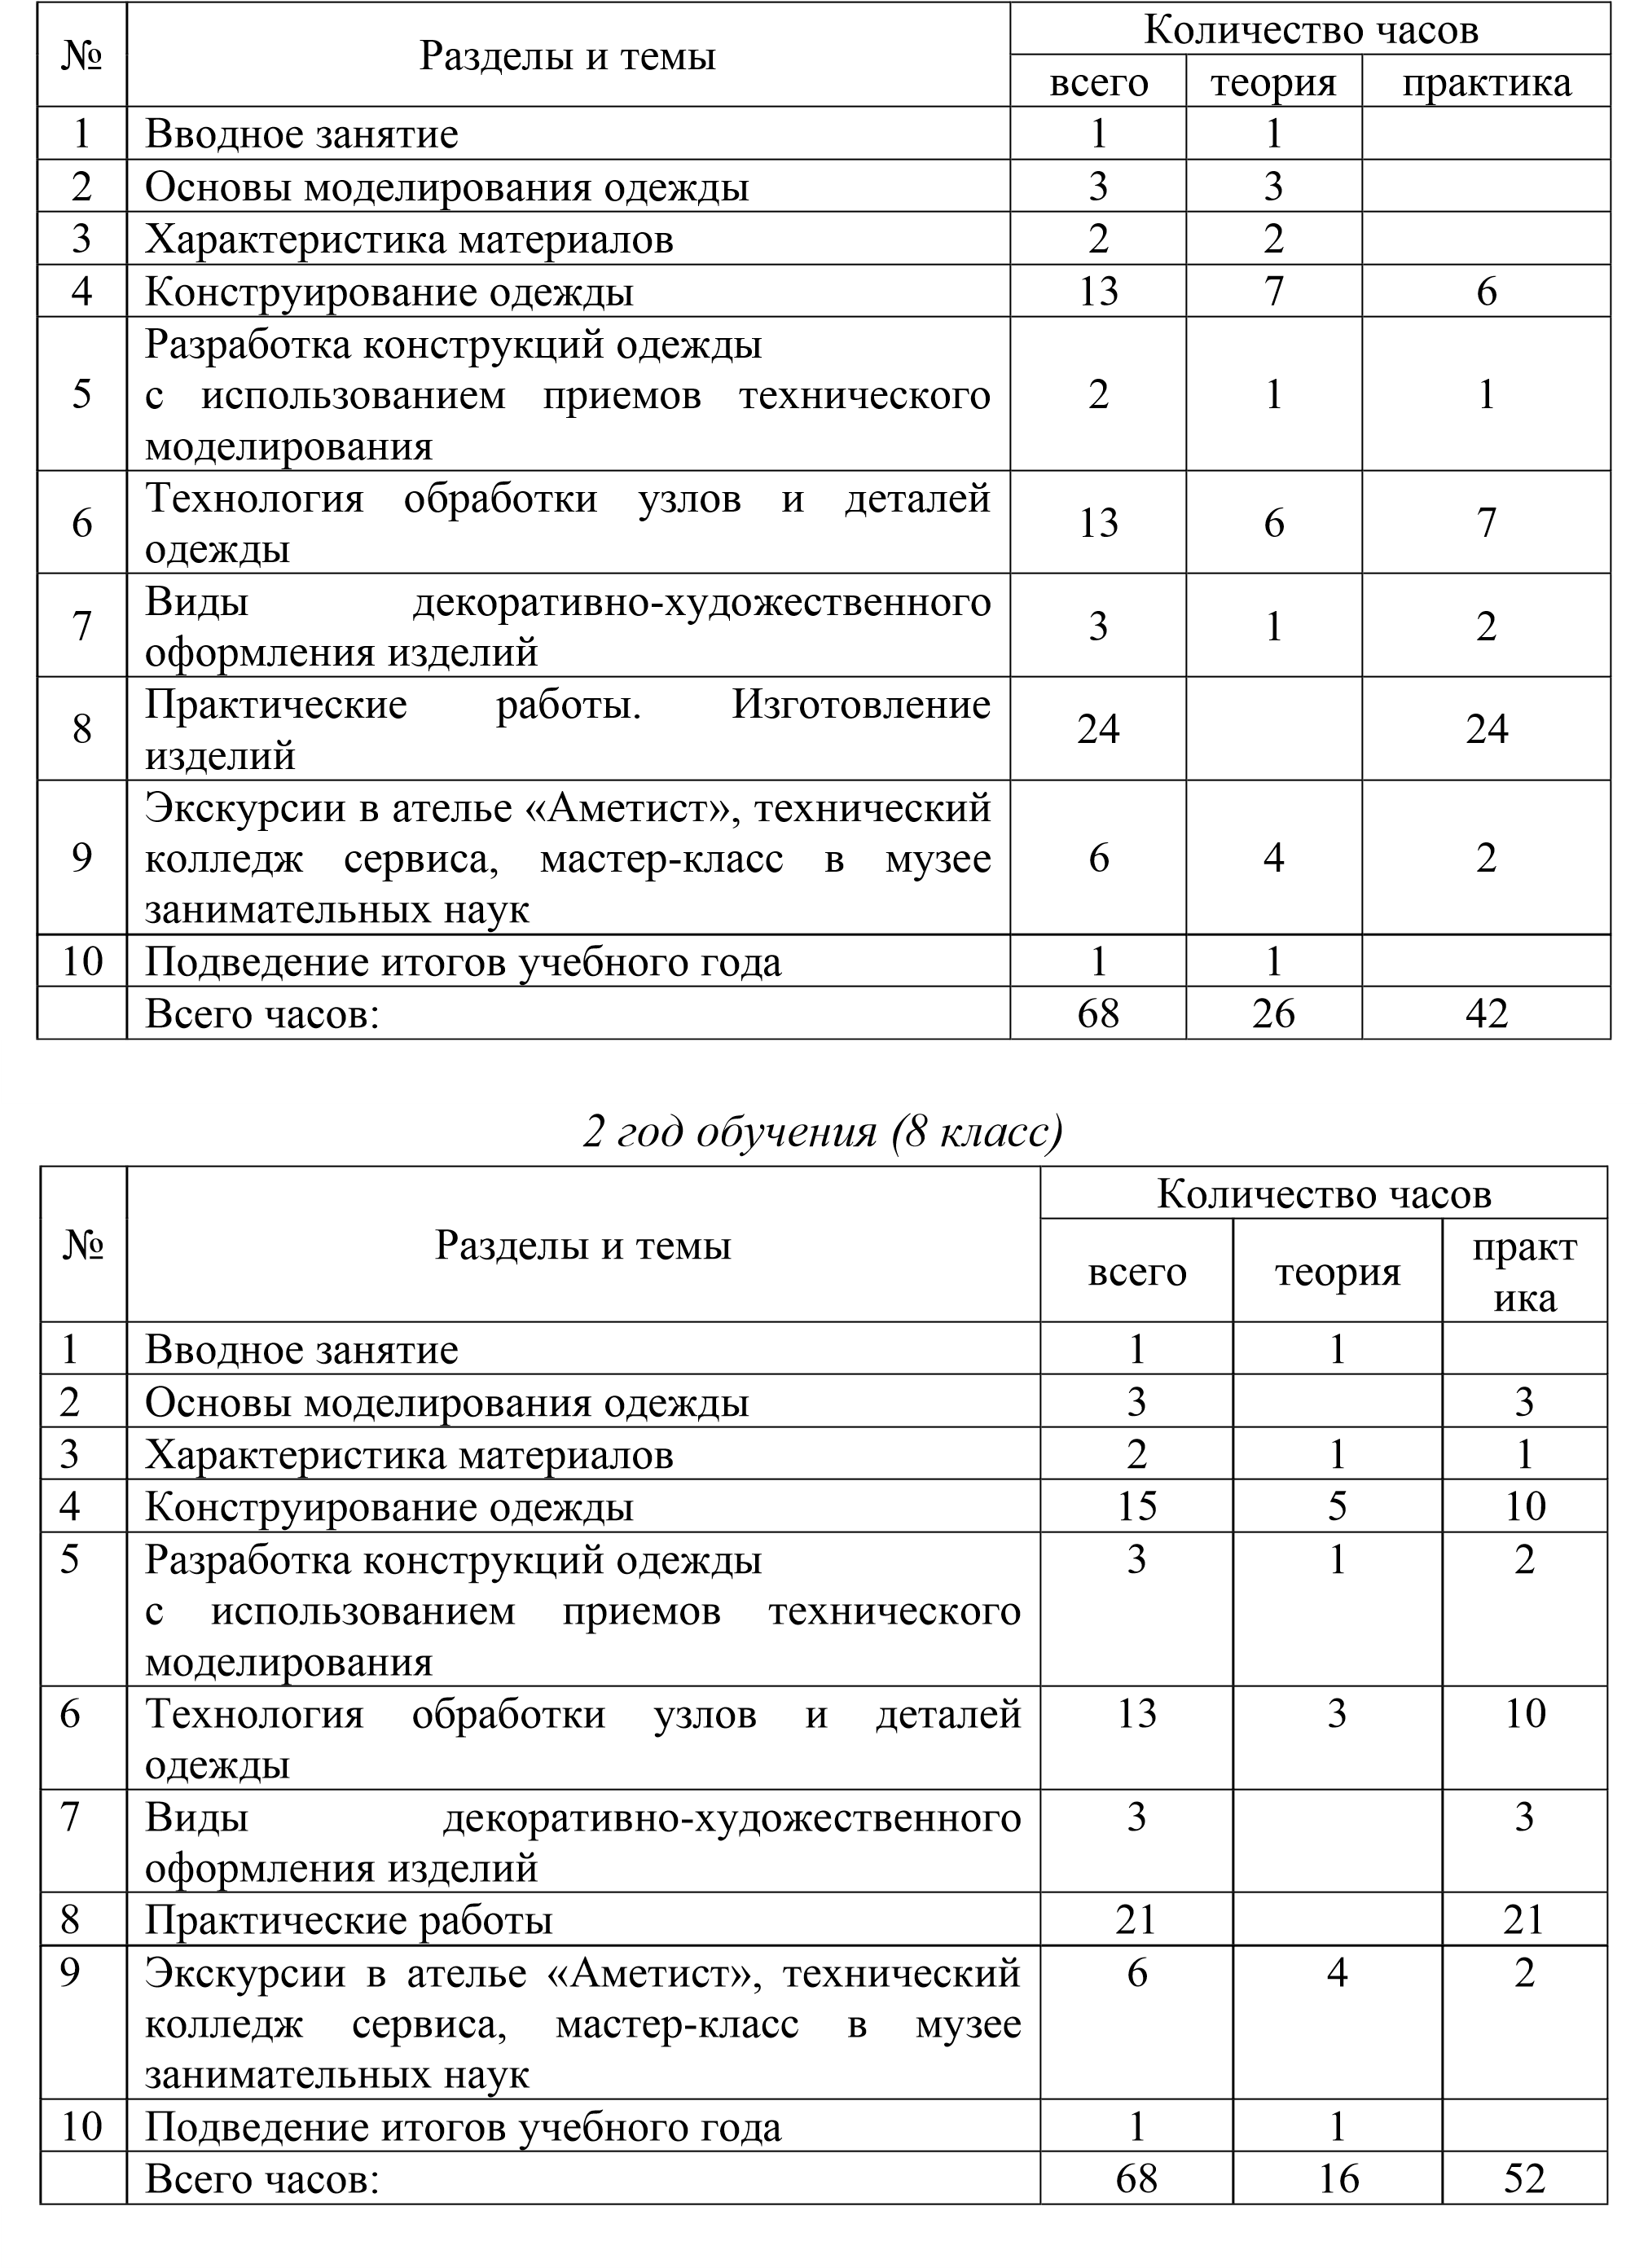 № Разделы и темы Количество часов
всего теория практика
1 Вводное занятие 1 1
2 Основы моделирования одежды 3 3
3 Характеристика материалов 2 2
4 Конструирование одежды 13 7 6
5 Разработка конструкций одежды
с использованием приемов технического 2 1 1
моделирования
6 Технология обработки узлов и деталей 13 6 7
одежды
7 Виды декоративно-художественного 3 1 2
оформления изделий
8 Практические работы. Изготовление 24 24
изделий
Экскурсии в ателье «Аметист», технический
9 колледж сервиса, мастер-класс в музее 6 4 2
занимательных наук
10 Подведение итогов учебного года 1 1
Всего часов: 68 26 42
2 год обучения (8 класс)
№ Разделы и темы Количество часов
всего теория практ
ика
1 Вводное занятие 1 1
2 Основы моделирования одежды 3 3
3 Характеристика материалов 2 1 1
4 Конструирование одежды 15 5 10
5 Разработка конструкций одежды 3 1 2
с использованием приемов технического
моделирования
6 Технология обработки узлов и деталей 13 3 10
одежды
7 Виды декоративно-художественного 3 3
оформления изделий
8 Практические работы 21 21
9 Экскурсии в ателье «Аметист», технический 6 4 2
колледж сервиса, мастер-класс в музее
занимательных наук
10 Подведение итогов учебного года 1 1
Всего часов: 68 16 52